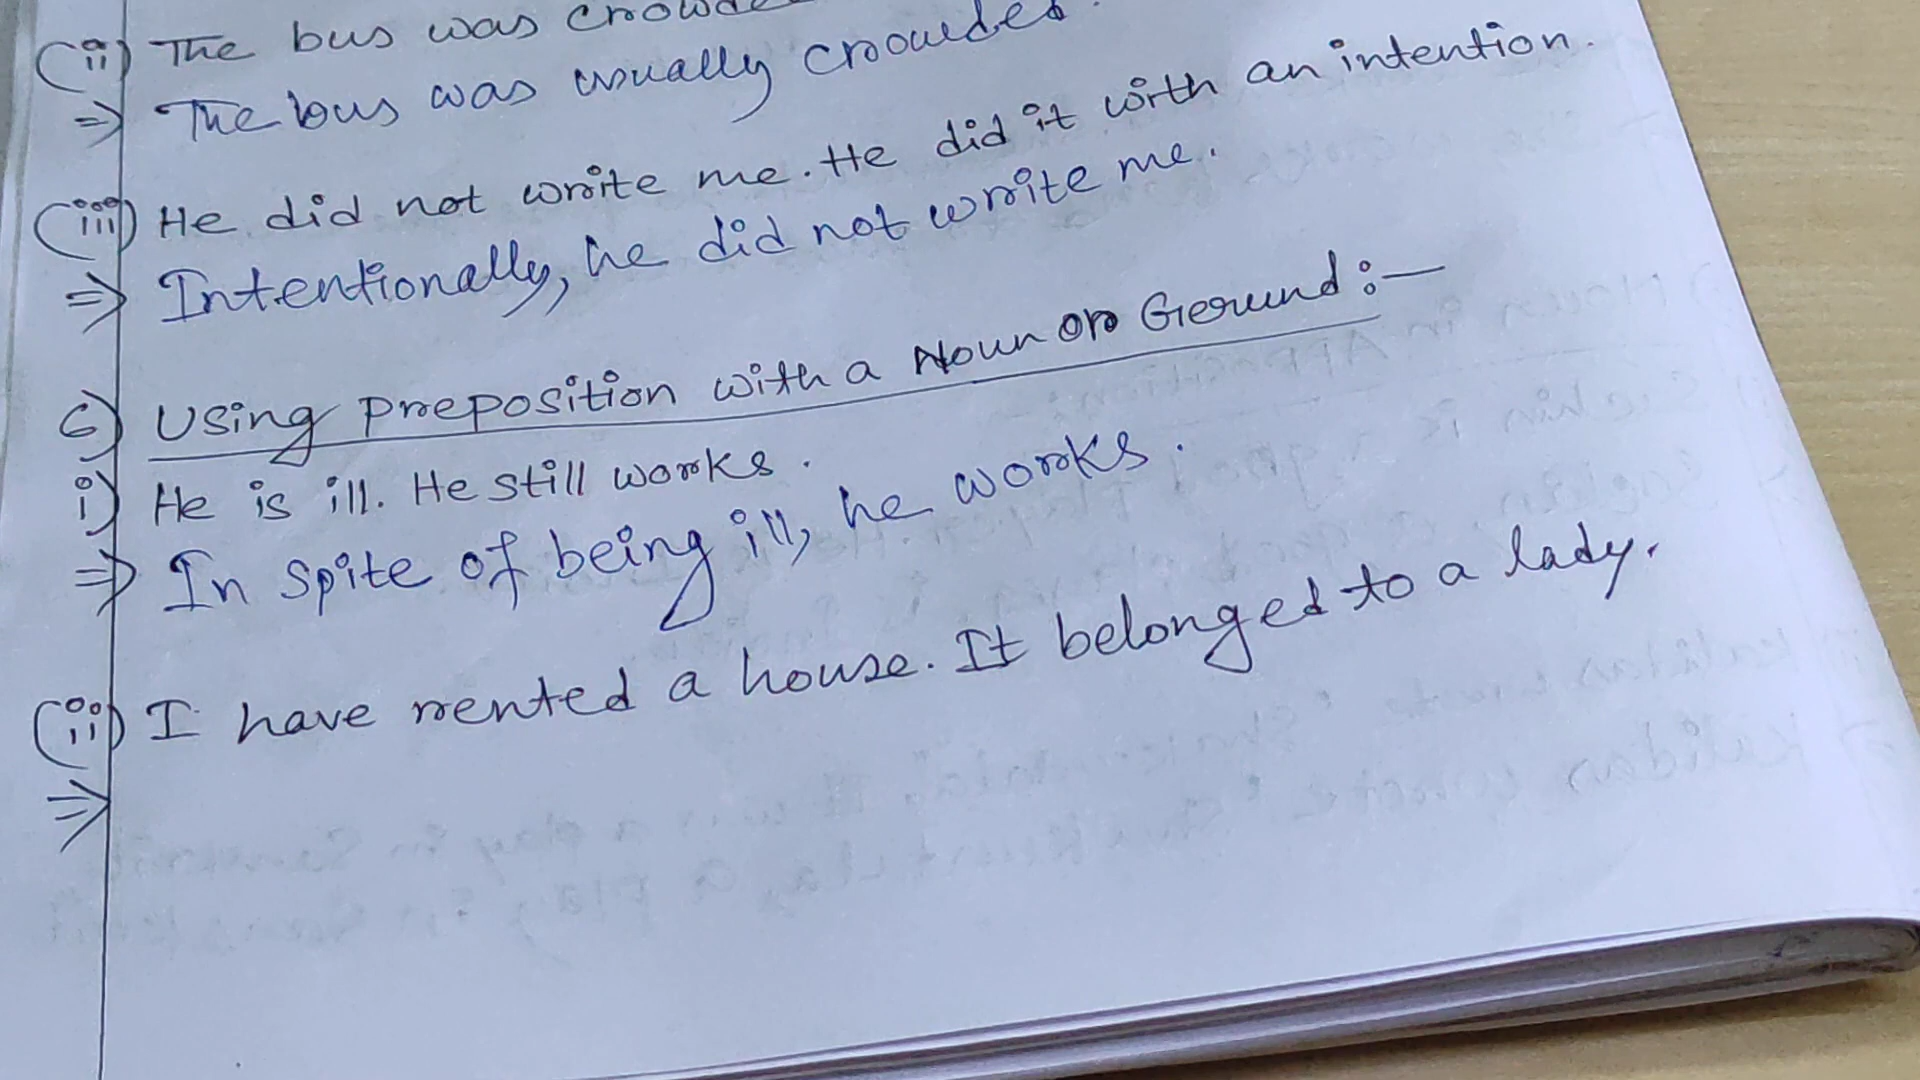 (ii) The bus was crowde
=> The bus was usually crowded.
(iii) He did not write me. He did it with an intention.
=> Intentionally, he did not write me.
c) Using preposition with a Noun or Gerund :—
i) He is ill. He still works.
=> In spite of being ill, he works.
(ii) I have rented a house. It belonged to a lady.
=>